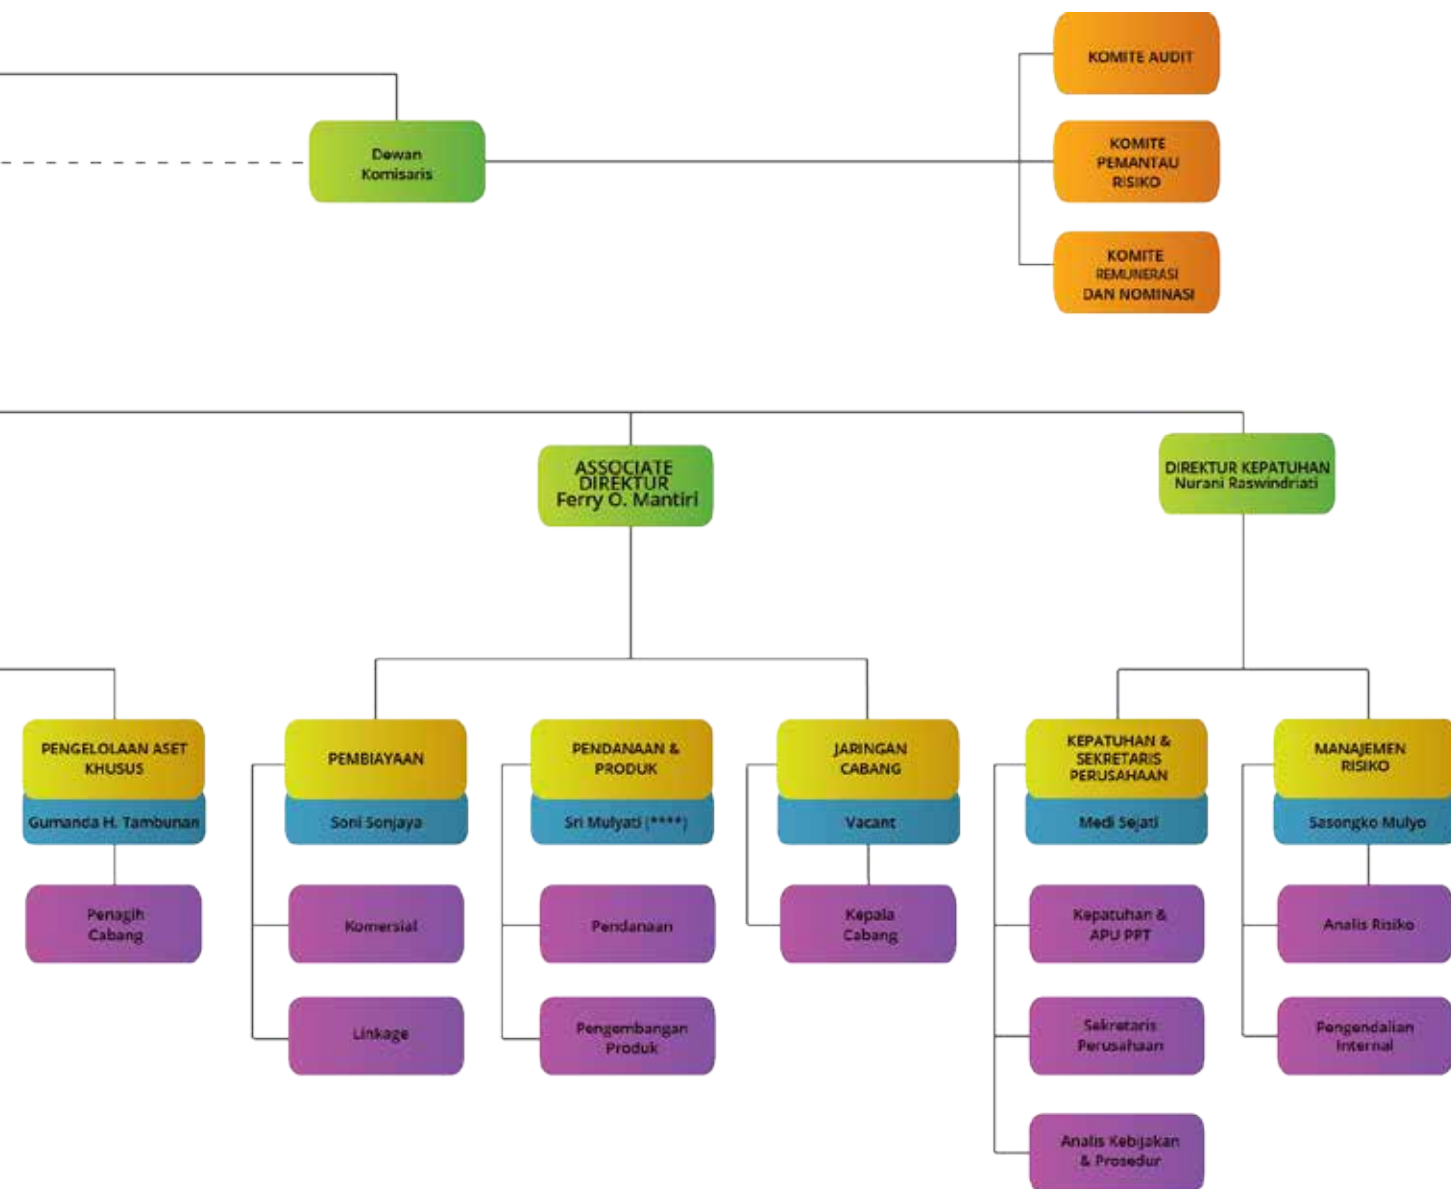 KOMITE AUDIT
Dewan
Komisaris
KOMITE
PEMANTAU
RISIKO
KOMITE
REMUNERASI
DAN NOMINASI
ASSOCIATE
DIREKTUR
Ferry O. Mantiri
DIREKTUR KEPATUHAN
Nurani Raswindriati
PENGELOLAAN ASET
KHUSUS
Gumanda H. Tambunan
Penagih
Cabang
PEMBIAYAAN
Soni Sonjaya
Komersial
Linkage
PENDANAAN &
PRODUK
Sri Mulyati (****)
Pendanaan
Pengembangan
Produk
JARINGAN
CABANG
Vacant
Kepala
Cabang
KEPATUHAN &
SEKRETARIS
PERUSAHAAN
Medi Sejati
Kepatuhan &
APU PPT
Sekretaris
Perusahaan
Analis Kebijakan
& Prosedur
MANAJEMEN
RISIKO
Sasongko Mulyo
Analis Risiko
Pengendalian
Internal